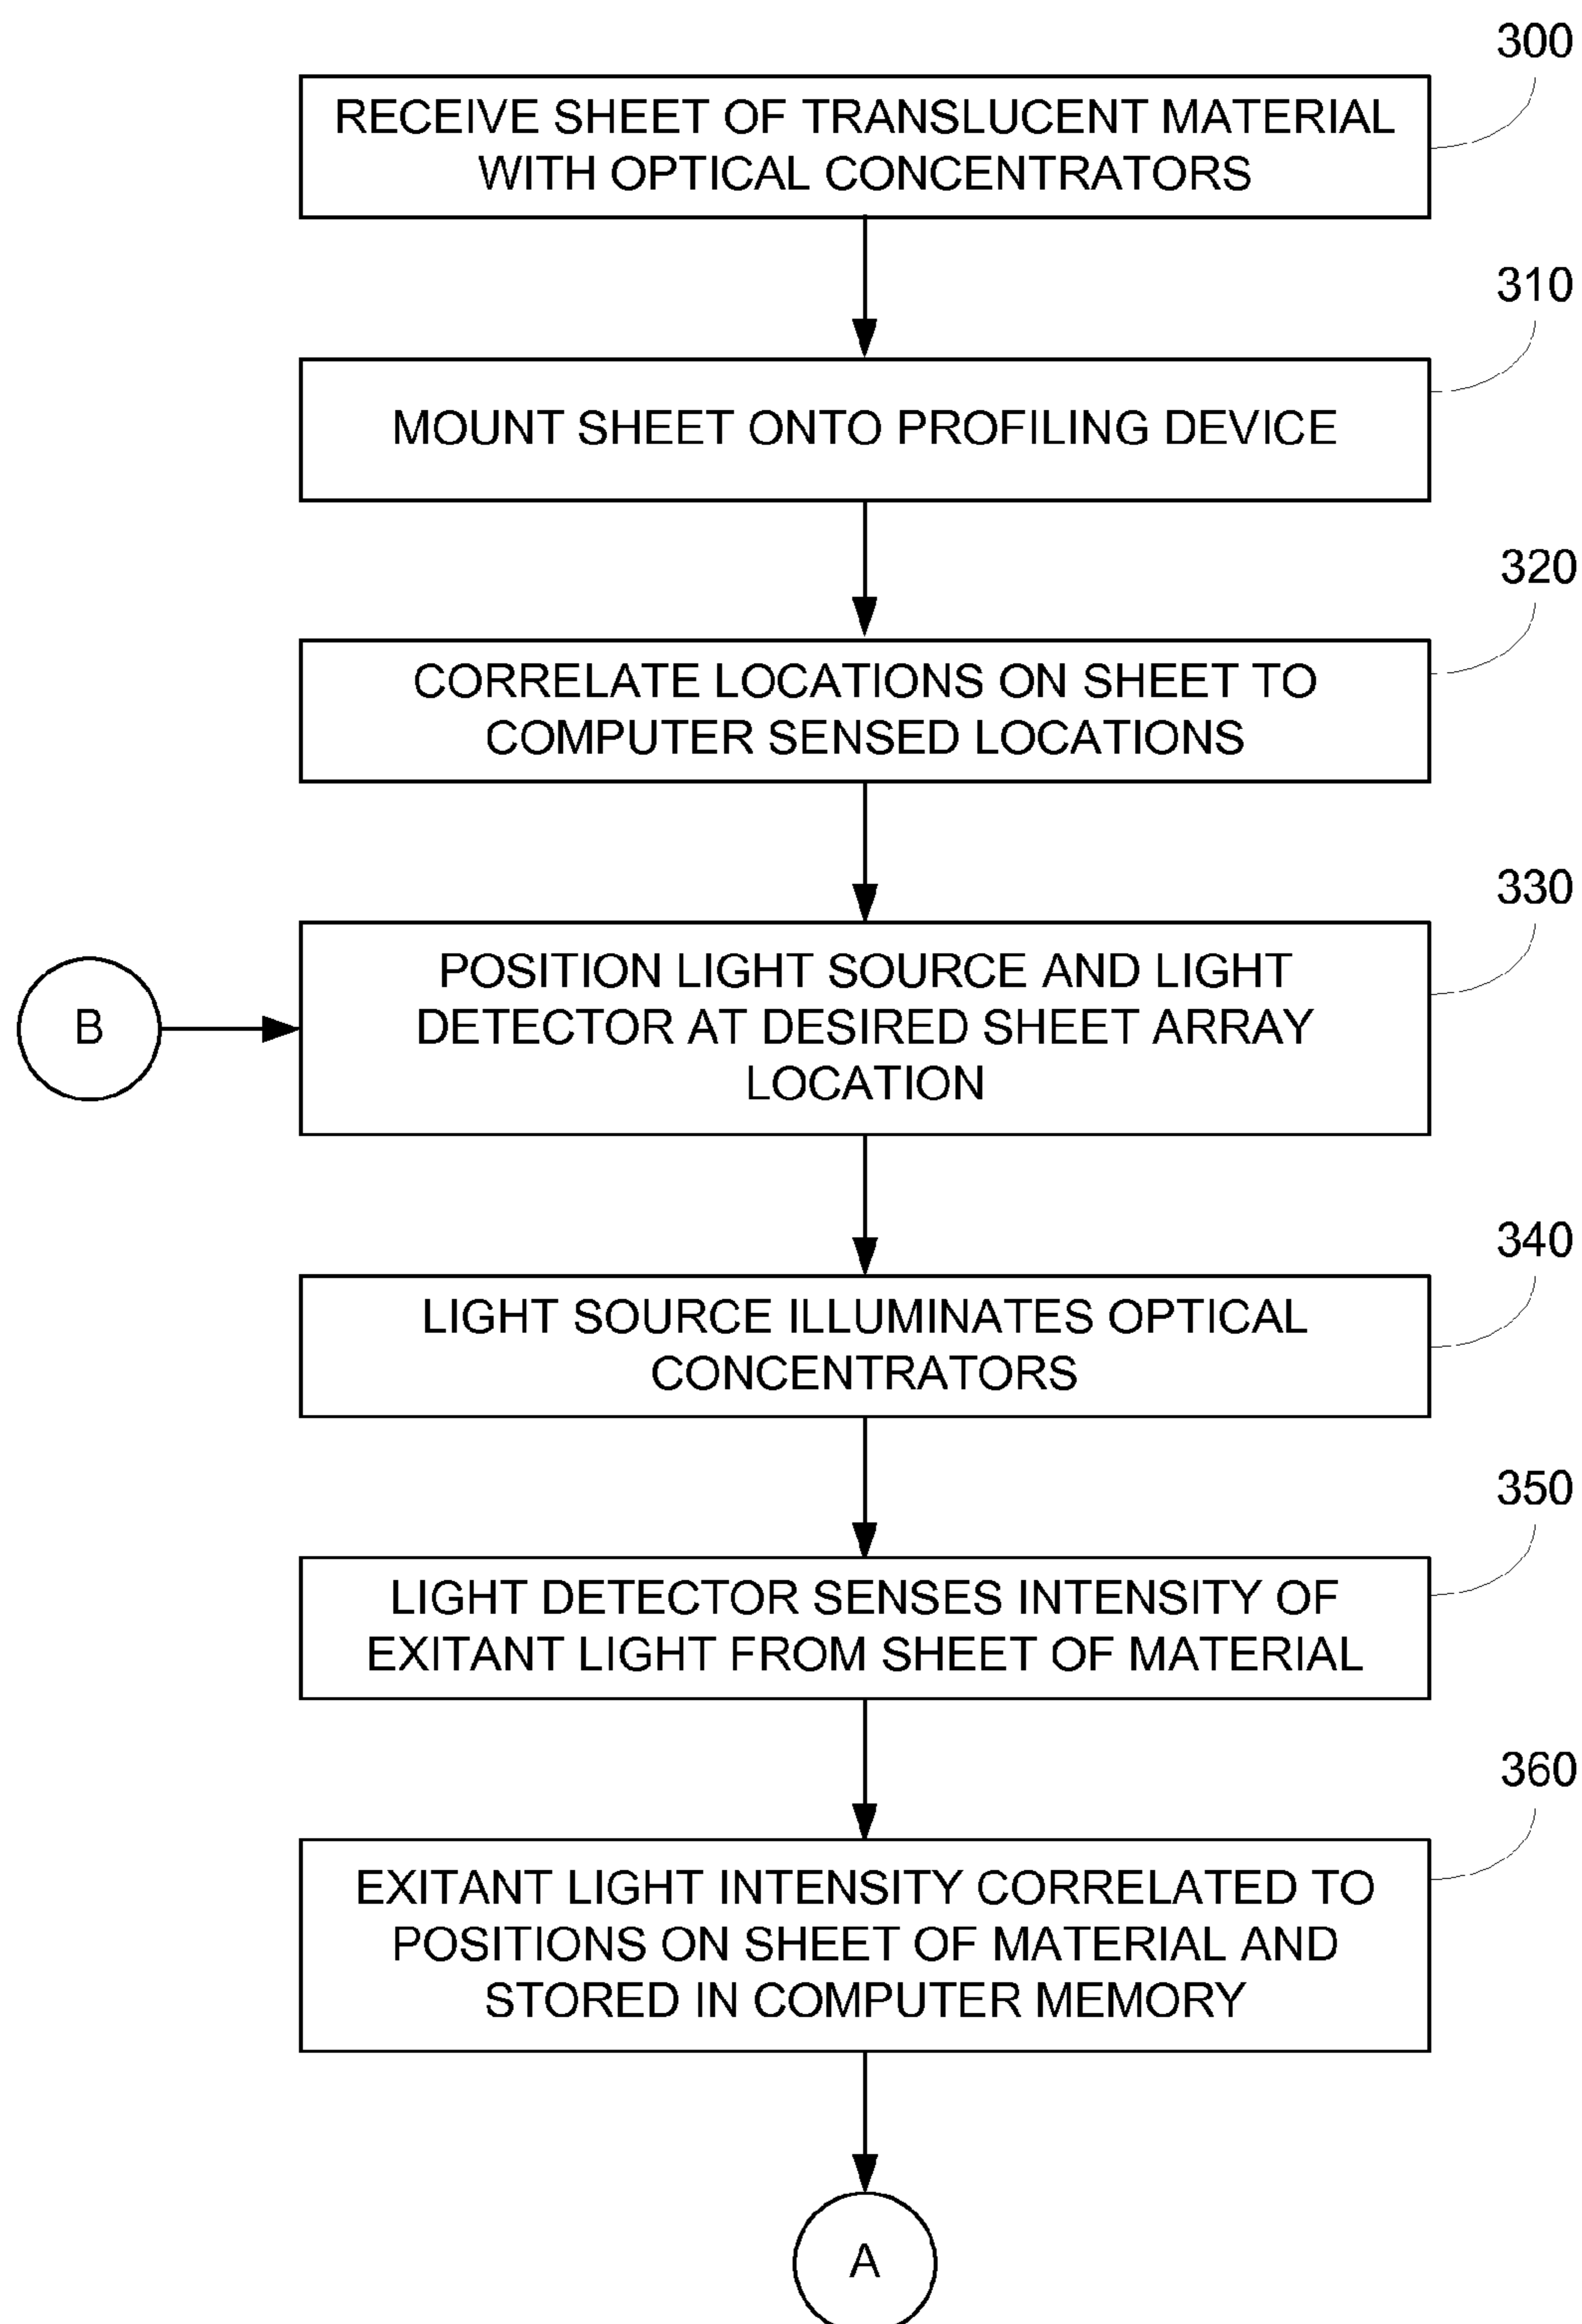 300
RECEIVE SHEET OF TRANSLUCENT MATERIAL
WITH OPTICAL CONCENTRATORS
310
MOUNT SHEET ONTO PROFILING DEVICE
320
CORRELATE LOCATIONS ON SHEET TO
COMPUTER SENSED LOCATIONS
330
B
POSITION LIGHT SOURCE AND LIGHT
DETECTOR AT DESIRED SHEET ARRAY
LOCATION
340
LIGHT SOURCE ILLUMINATES OPTICAL
CONCENTRATORS
350
LIGHT DETECTOR SENSES INTENSITY OF
EXITANT LIGHT FROM SHEET OF MATERIAL
360
EXITANT LIGHT INTENSITY CORRELATED TO
POSITIONS ON SHEET OF MATERIAL AND
STORED IN COMPUTER MEMORY
A